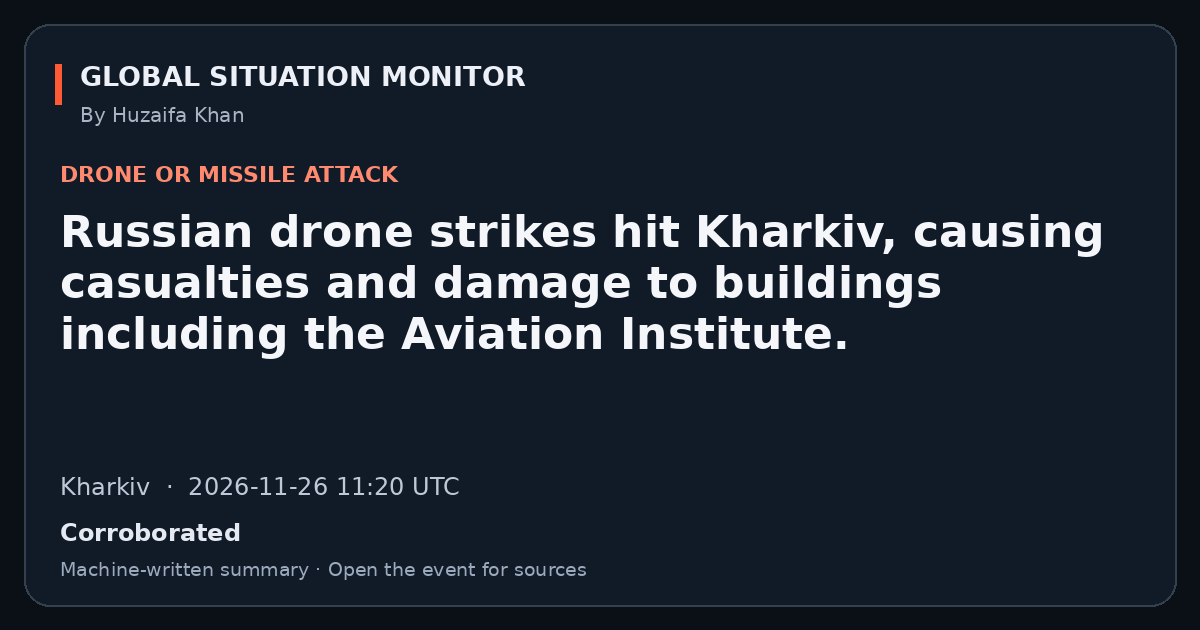 GLOBAL SITUATION MONITOR
By Huzaifa Khan
DRONE OR MISSILE ATTACK
Russian drone strikes hit Kharkiv, causing
casualties and damage to buildings
including the Aviation Institute.
Kharkiv · 2026-11-26 11:20 UTC
Corroborated
Machine-written summary · Open the event for sources